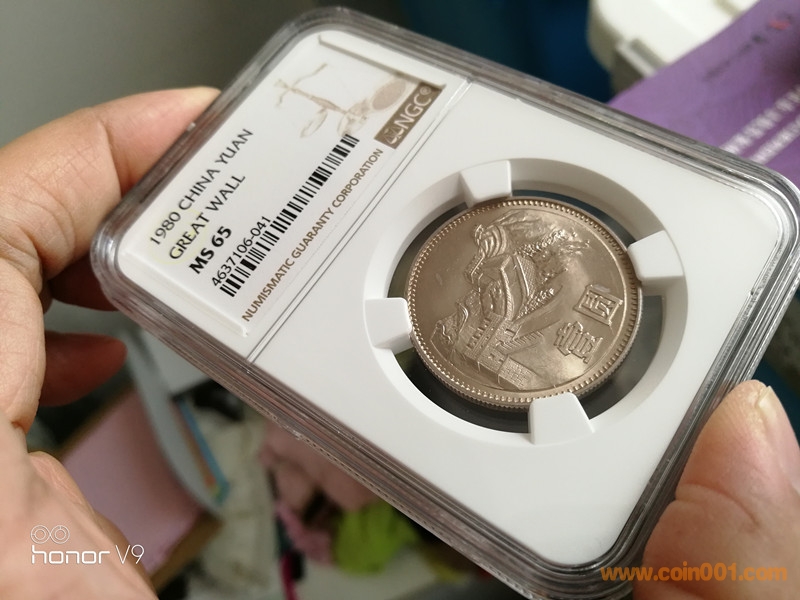 NGC
1980 CHINA YUAN
GREAT WALL
MS 65
4637106-041
NUMISMATIC GUARANTY CORPORATION
壹圆
honor V9
www.coin001.com